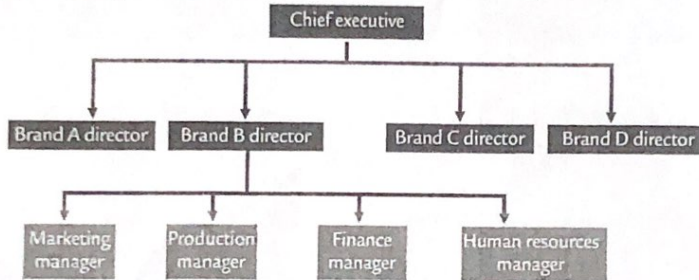 Chief executive
Brand A director
Brand B director
Brand C director
Brand D director
Marketing manager
Production manager
Finance manager
Human resources manager